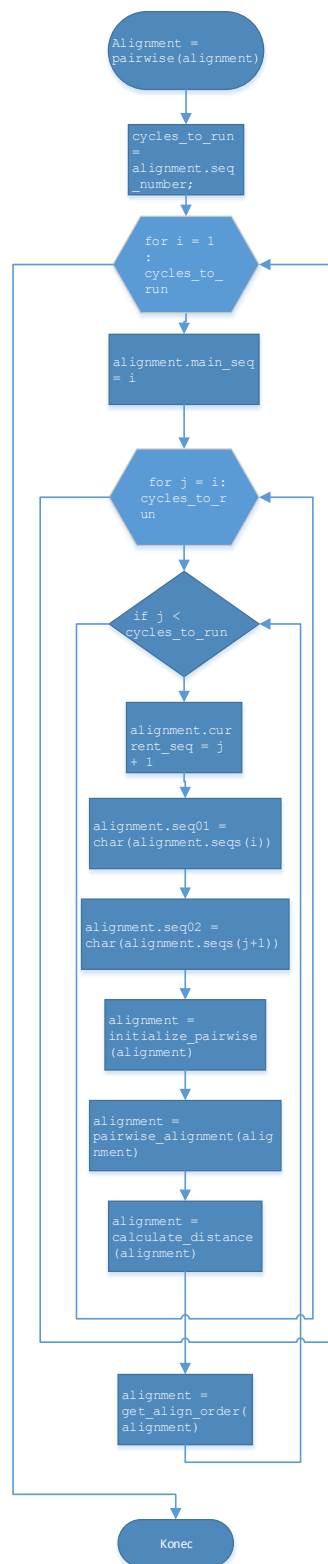 Alignment =
pairwise(alignment)
cycles_to_run
=
alignment.seq
_number;
for i = 1
:
cycles_to_
run
alignment.main_seq
= i
for j = i:
cycles_to_r
un
if j <
cycles_to_run
alignment.cur
rent_seq = j
+ 1
alignment.seq01 =
char(alignment.seqs(i))
alignment.seq02 =
char(alignment.seqs(j+1))
alignment =
initialize_pairwise
(alignment)
alignment =
pairwise_alignment(alig
nment)
alignment =
calculate_distance
(alignment)
alignment =
get_align_order(
alignment)
Konec